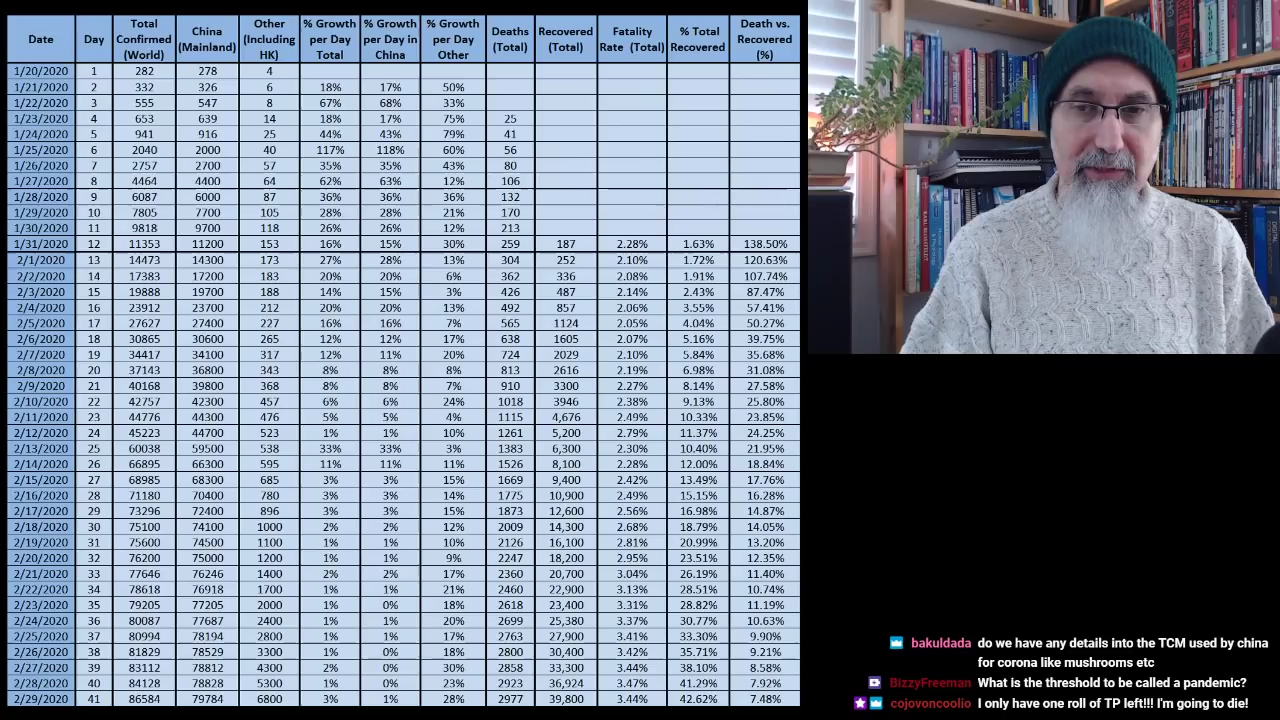 Date Day Total Confirmed (World) China (Mainland) Other (Including HK) % Growth per Day Total % Growth per Day in China % Growth per Day Other Deaths (Total) Recovered (Total) Fatality Rate (Total) % Total Recovered Death vs. Recovered (%)
1/20/2020 1 282 278 4
1/21/2020 2 332 326 6 18% 17% 50%
1/22/2020 3 555 547 8 67% 68% 33%
1/23/2020 4 653 639 14 18% 17% 75% 25
1/24/2020 5 941 916 25 44% 43% 79% 41
1/25/2020 6 2040 2000 40 117% 118% 60% 56
1/26/2020 7 2757 2700 57 35% 35% 43% 80
1/27/2020 8 4464 4400 64 62% 63% 12% 106
1/28/2020 9 6087 6000 87 36% 36% 36% 132
1/29/2020 10 7805 7700 105 28% 28% 21% 170
1/30/2020 11 9818 9700 118 26% 26% 12% 213
1/31/2020 12 11353 11200 153 16% 15% 30% 259 187 2.28% 1.63% 138.50%
2/1/2020 13 14473 14300 173 27% 28% 13% 304 252 2.10% 1.72% 120.63%
2/2/2020 14 17383 17200 183 20% 20% 6% 362 336 2.08% 1.91% 107.74%
2/3/2020 15 19888 19700 188 14% 15% 3% 426 487 2.14% 2.43% 87.47%
2/4/2020 16 23912 23700 212 20% 20% 13% 492 857 2.06% 3.55% 57.41%
2/5/2020 17 27627 27400 227 16% 16% 7% 565 1124 2.05% 4.04% 50.27%
2/6/2020 18 30865 30600 265 12% 12% 17% 638 1605 2.07% 5.16% 39.75%
2/7/2020 19 34417 34100 317 12% 11% 20% 724 2029 2.10% 5.84% 35.68%
2/8/2020 20 37143 36800 343 8% 8% 8% 813 2616 2.19% 6.98% 31.08%
2/9/2020 21 40168 39800 368 8% 8% 7% 910 3300 2.27% 8.14% 27.58%
2/10/2020 22 42757 42300 457 6% 6% 24% 1018 3946 2.38% 9.13% 25.80%
2/11/2020 23 44776 44300 476 5% 5% 4% 1115 4,676 2.49% 10.33% 23.85%
2/12/2020 24 45223 44700 523 1% 1% 10% 1261 5,200 2.79% 11.37% 24.25%
2/13/2020 25 60038 59500 538 33% 33% 3% 1383 6,300 2.30% 10.40% 21.95%
2/14/2020 26 66895 66300 595 11% 11% 11% 1526 8,100 2.28% 12.00% 18.84%
2/15/2020 27 68985 68300 685 3% 3% 15% 1669 9,400 2.42% 13.49% 17.76%
2/16/2020 28 71180 70400 780 3% 3% 14% 1775 10,900 2.49% 15.15% 16.28%
2/17/2020 29 73296 72400 896 3% 3% 15% 1873 12,600 2.56% 16.98% 14.87%
2/18/2020 30 75100 74100 1000 2% 2% 12% 2009 14,300 2.68% 18.79% 14.05%
2/19/2020 31 75600 74500 1100 1% 1% 10% 2126 16,100 2.81% 20.99% 13.20%
2/20/2020 32 76200 75000 1200 1% 1% 9% 2247 18,200 2.95% 23.51% 12.35%
2/21/2020 33 77646 76246 1400 2% 2% 17% 2360 20,700 3.04% 26.19% 11.40%
2/22/2020 34 78618 76918 1700 1% 1% 21% 2460 22,900 3.13% 28.51% 10.74%
2/23/2020 35 79205 77205 2000 1% 0% 18% 2618 23,400 3.31% 28.82% 11.19%
2/24/2020 36 80087 77687 2400 1% 1% 20% 2699 25,380 3.37% 30.77% 10.63%
2/25/2020 37 80994 78194 2800 1% 1% 17% 2763 27,900 3.41% 33.30% 9.90%
2/26/2020 38 81829 78529 3300 1% 0% 18% 2800 30,400 3.42% 35.71% 9.21%
2/27/2020 39 83112 78812 4300 2% 0% 30% 2858 33,300 3.44% 38.10% 8.58%
2/28/2020 40 84128 78828 5300 1% 0% 23% 2923 36,924 3.47% 41.29% 7.92%
2/29/2020 41 86584 79784 6800 3% 1% 28% 2977 39,800 3.44% 42.62% 7.48%
bakuldada do we have any details into the TCM used by china
for corona like mushrooms etc
BizzyFreeman What is the threshold to be called a pandemic?
cojovoncoolio I only have one roll of TP left!!! I'm going to die!